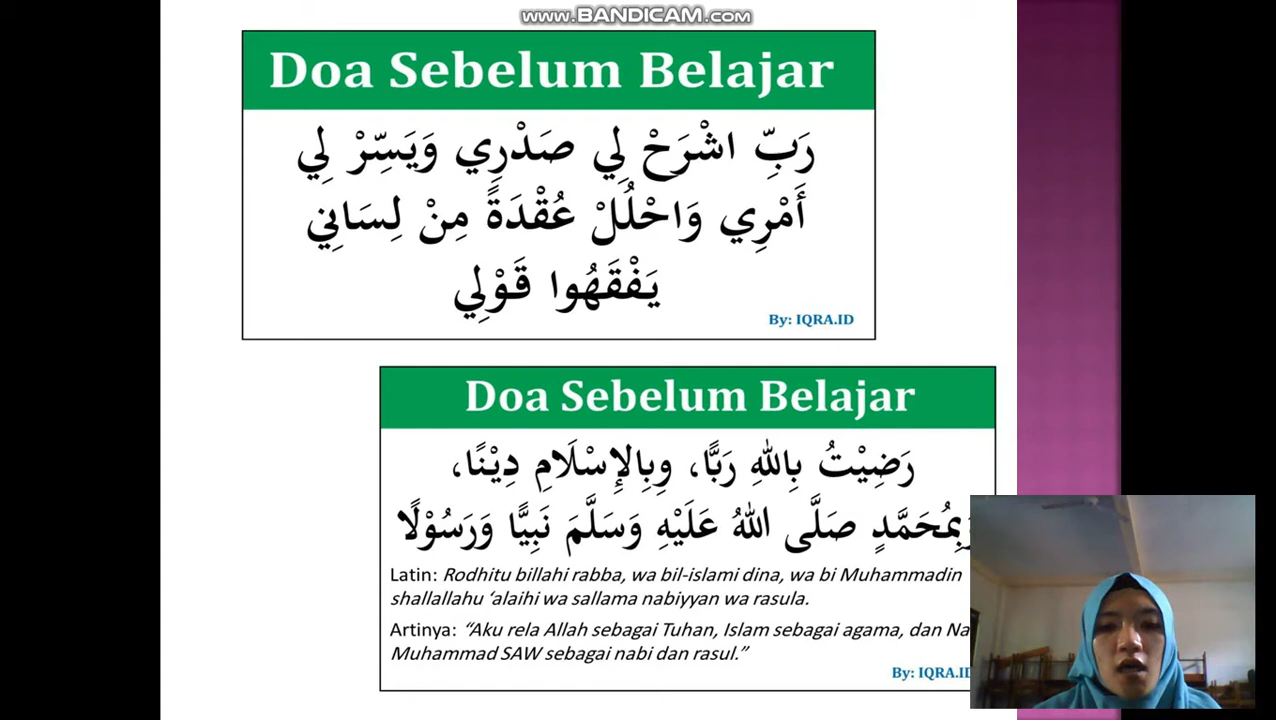 www.BANDICAM.com
Doa Sebelum Belajar
رَبِّ اشْرَحْ لِي صَدْرِي وَيَسِّرْ لِي
أَمْرِي وَاحْلُلْ عُقْدَةً مِنْ لِسَانِي
يَفْقَهُوا قَوْلِي
By: IQRA.ID
Doa Sebelum Belajar
رَضِيْتُ بِاللهِ رَبًّا، وَبِالإِسْلَامِ دِيْنًا،
وَبِمُحَمَّدٍ صَلَّى اللهُ عَلَيْهِ وَسَلَّمَ نَبِيًّا وَرَسُوْلًا
Latin: Rodhitu billahi rabba, wa bil-islami dina, wa bi Muhammadin
shallallahu ‘alaihi wa sallama nabiyyan wa rasula.
Artinya: “Aku rela Allah sebagai Tuhan, Islam sebagai agama, dan
Muhammad SAW sebagai nabi dan rasul.”
By: IQRA.ID